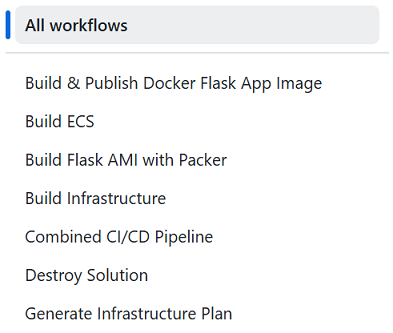 All workflows
Build & Publish Docker Flask App Image
Build ECS
Build Flask AMI with Packer
Build Infrastructure
Combined CI/CD Pipeline
Destroy Solution
Generate Infrastructure Plan